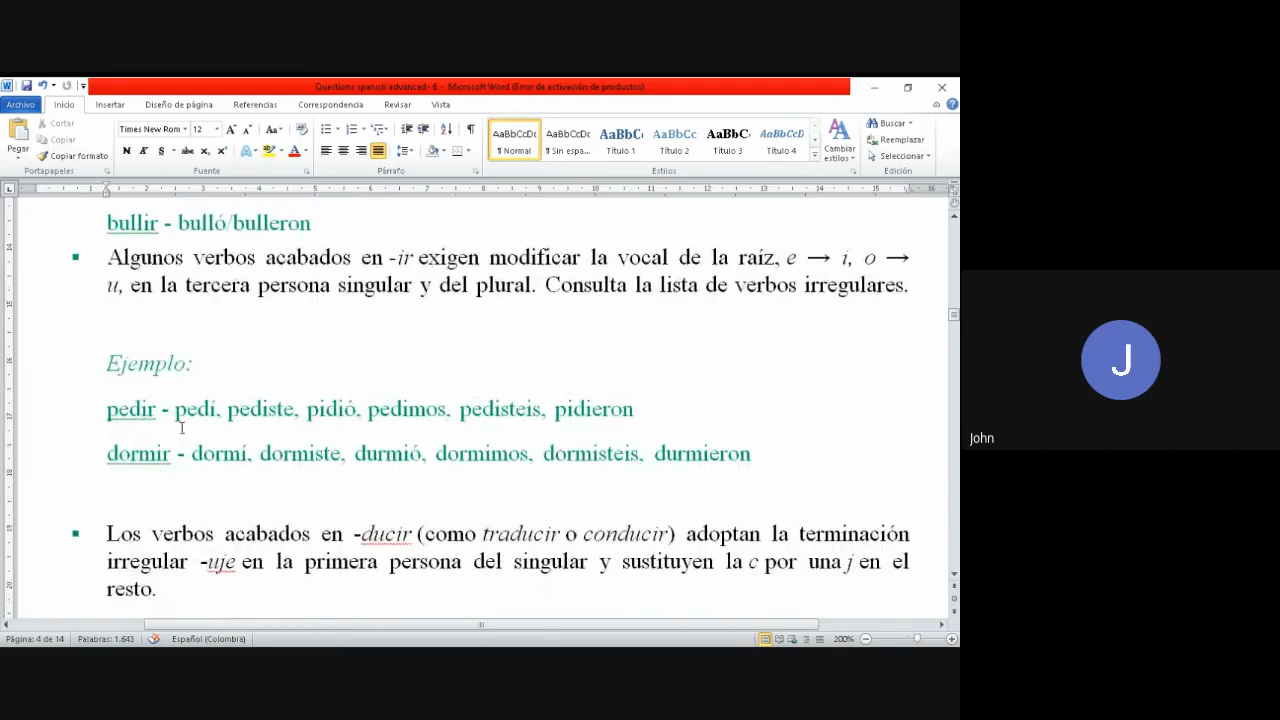 Questions spanish advanced- 6 - Microsoft Word (Error de activación de productos)
Archivo Inicio Insertar Diseño de página Referencias Correspondencia Revisar Vista
Pegar
Cortar
Copiar
Copiar formato
Portapapeles
Times New Rom 12
Fuente
Párrafo
AaBbCcDc AaBbCcDc AaBbC AaBbCc AaBbC AaBbCcD
¶ Normal ¶ Sin espa... Título 1 Título 2 Título 3 Título 4
Cambiar estilos
Estilos
Buscar
Reemplazar
Seleccionar
Edición
bullir - bulló/bulleron
▪ Algunos verbos acabados en -ir exigen modificar la vocal de la raíz, e → i, o →
u, en la tercera persona singular y del plural. Consulta la lista de verbos irregulares.
Ejemplo:
pedir - pedí, pediste, pidió, pedimos, pedisteis, pidieron
dormir - dormí, dormiste, durmió, dormimos, dormisteis, durmieron
▪ Los verbos acabados en -ducir (como traducir o conducir) adoptan la terminación
irregular -uje en la primera persona del singular y sustituyen la c por una j en el
resto.
Página: 4 de 14 Palabras: 1.643 Español (Colombia) 200%
J
John